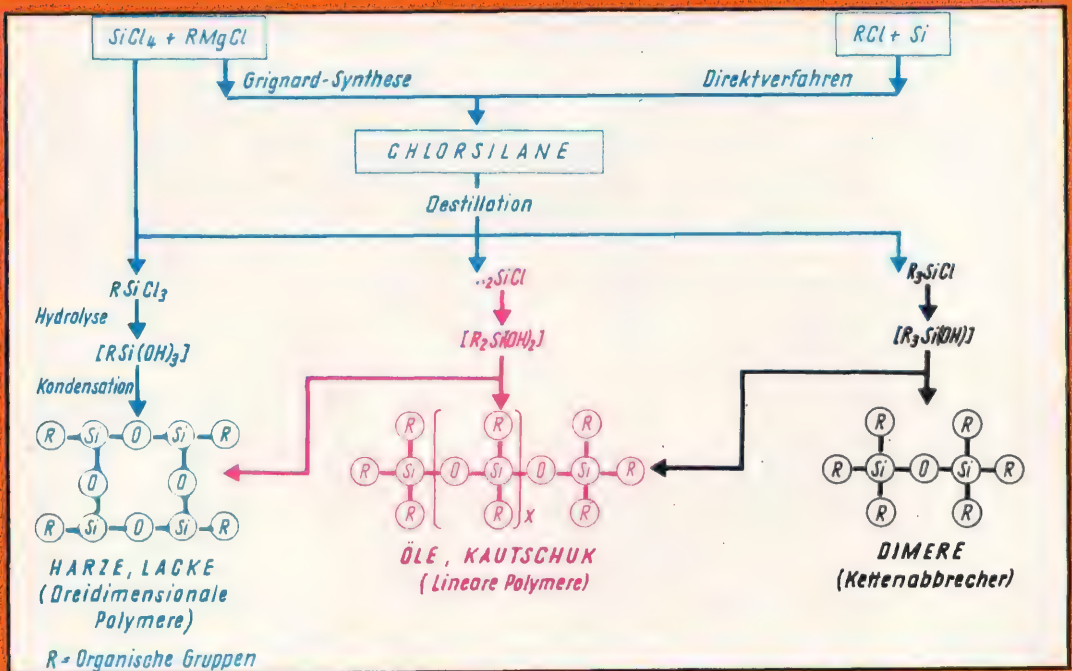 SiCl₄ + RMgCl
RCl + Si
Grignard-Synthese
Direktverfahren
CHLORSILANE
Destillation
RSiCl₃
₂SiCl
R₃SiCl
Hydrolyse
[RSi(OH)₃]
[R₂Si(OH)₂]
[R₃Si(OH)]
Kondensation
R Si O Si R
O O
R Si O Si R
R R R
R Si O Si O Si R
R R R x
R R
R Si O Si R
R R
HARZE, LACKE
(Dreidimensionale
Polymere)
ÖLE, KAUTSCHUK
(Lineare Polymere)
DIMERE
(Kettenabbrecher)
R = Organische Gruppen